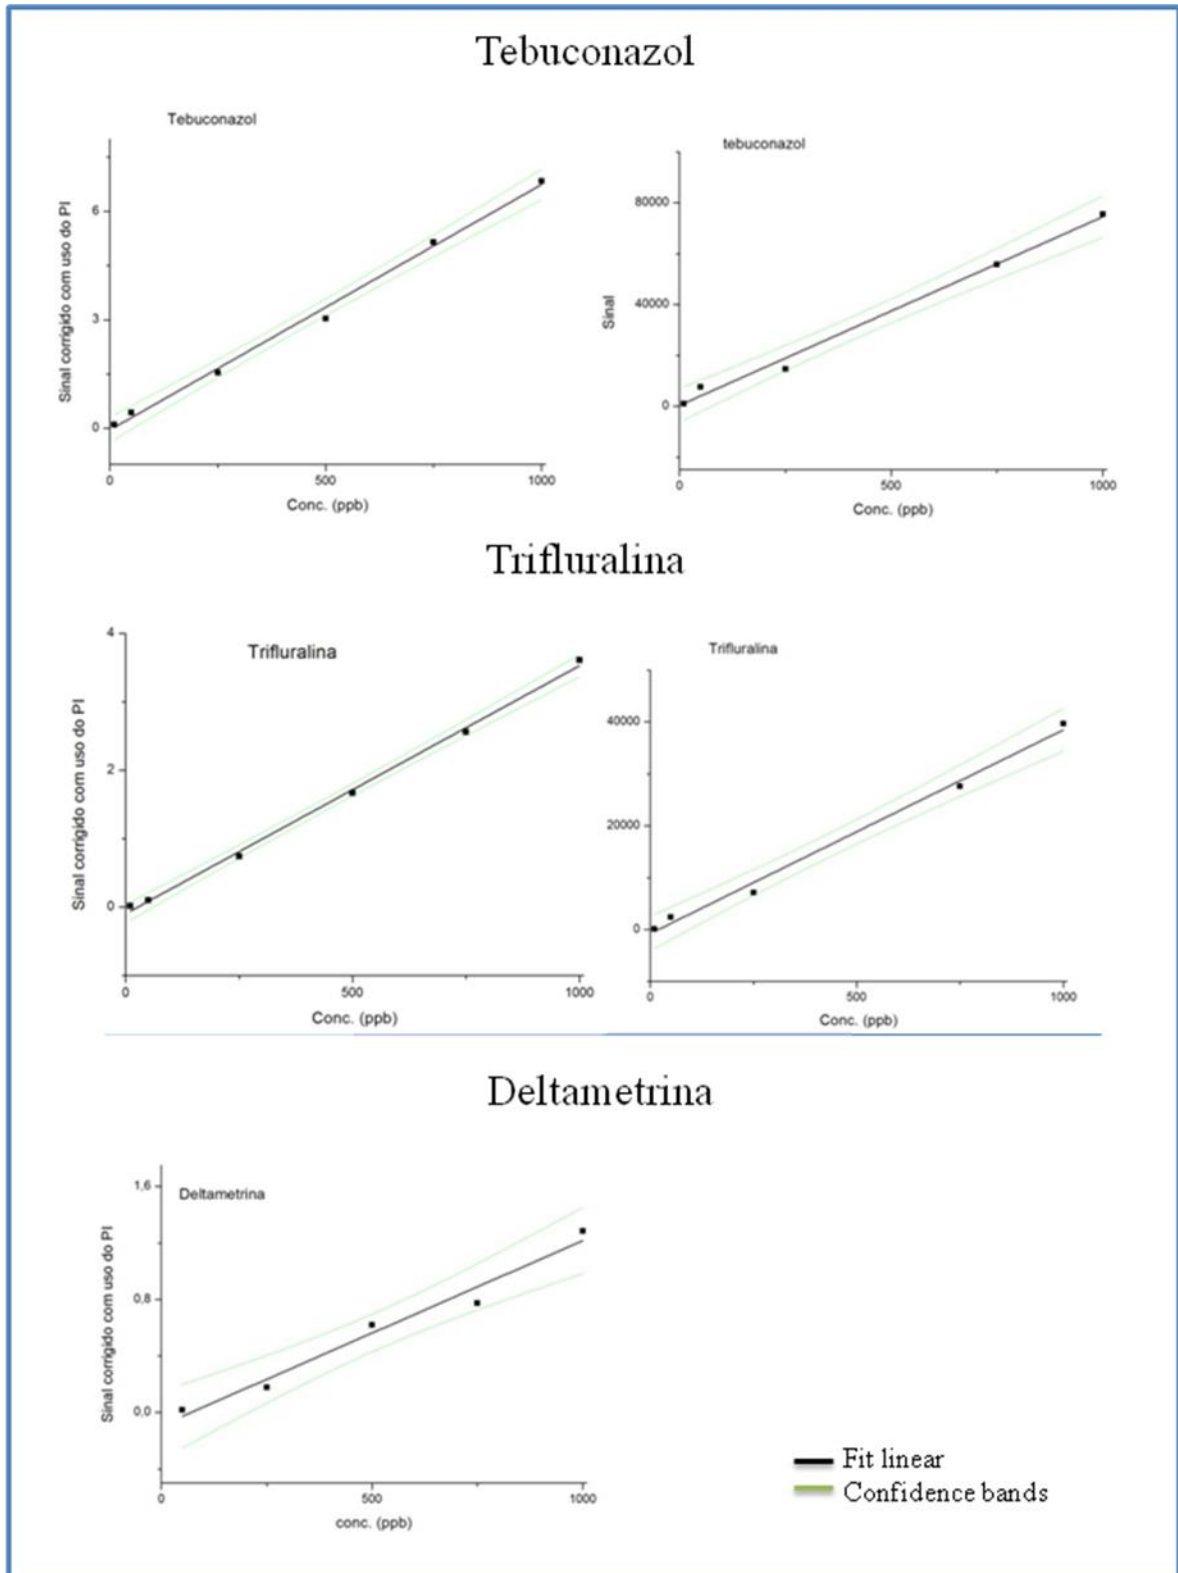 Tebuconazol
Tebuconazol
Sinal corrigido com uso do PI
6
3
0
0
500
1000
Conc. (ppb)
tebuconazol
Sinal
80000
40000
0
0
500
1000
Conc. (ppb)
Trifluralina
Trifluralina
Sinal corrigido com uso do PI
4
2
0
0
500
1000
Conc. (ppb)
Trifluralina
40000
20000
0
0
500
1000
Conc. (ppb)
Deltametrina
Deltametrina
Sinal corrigido com uso do PI
1,6
0,8
0,0
0
500
1000
conc. (ppb)
Fit linear
Confidence bands